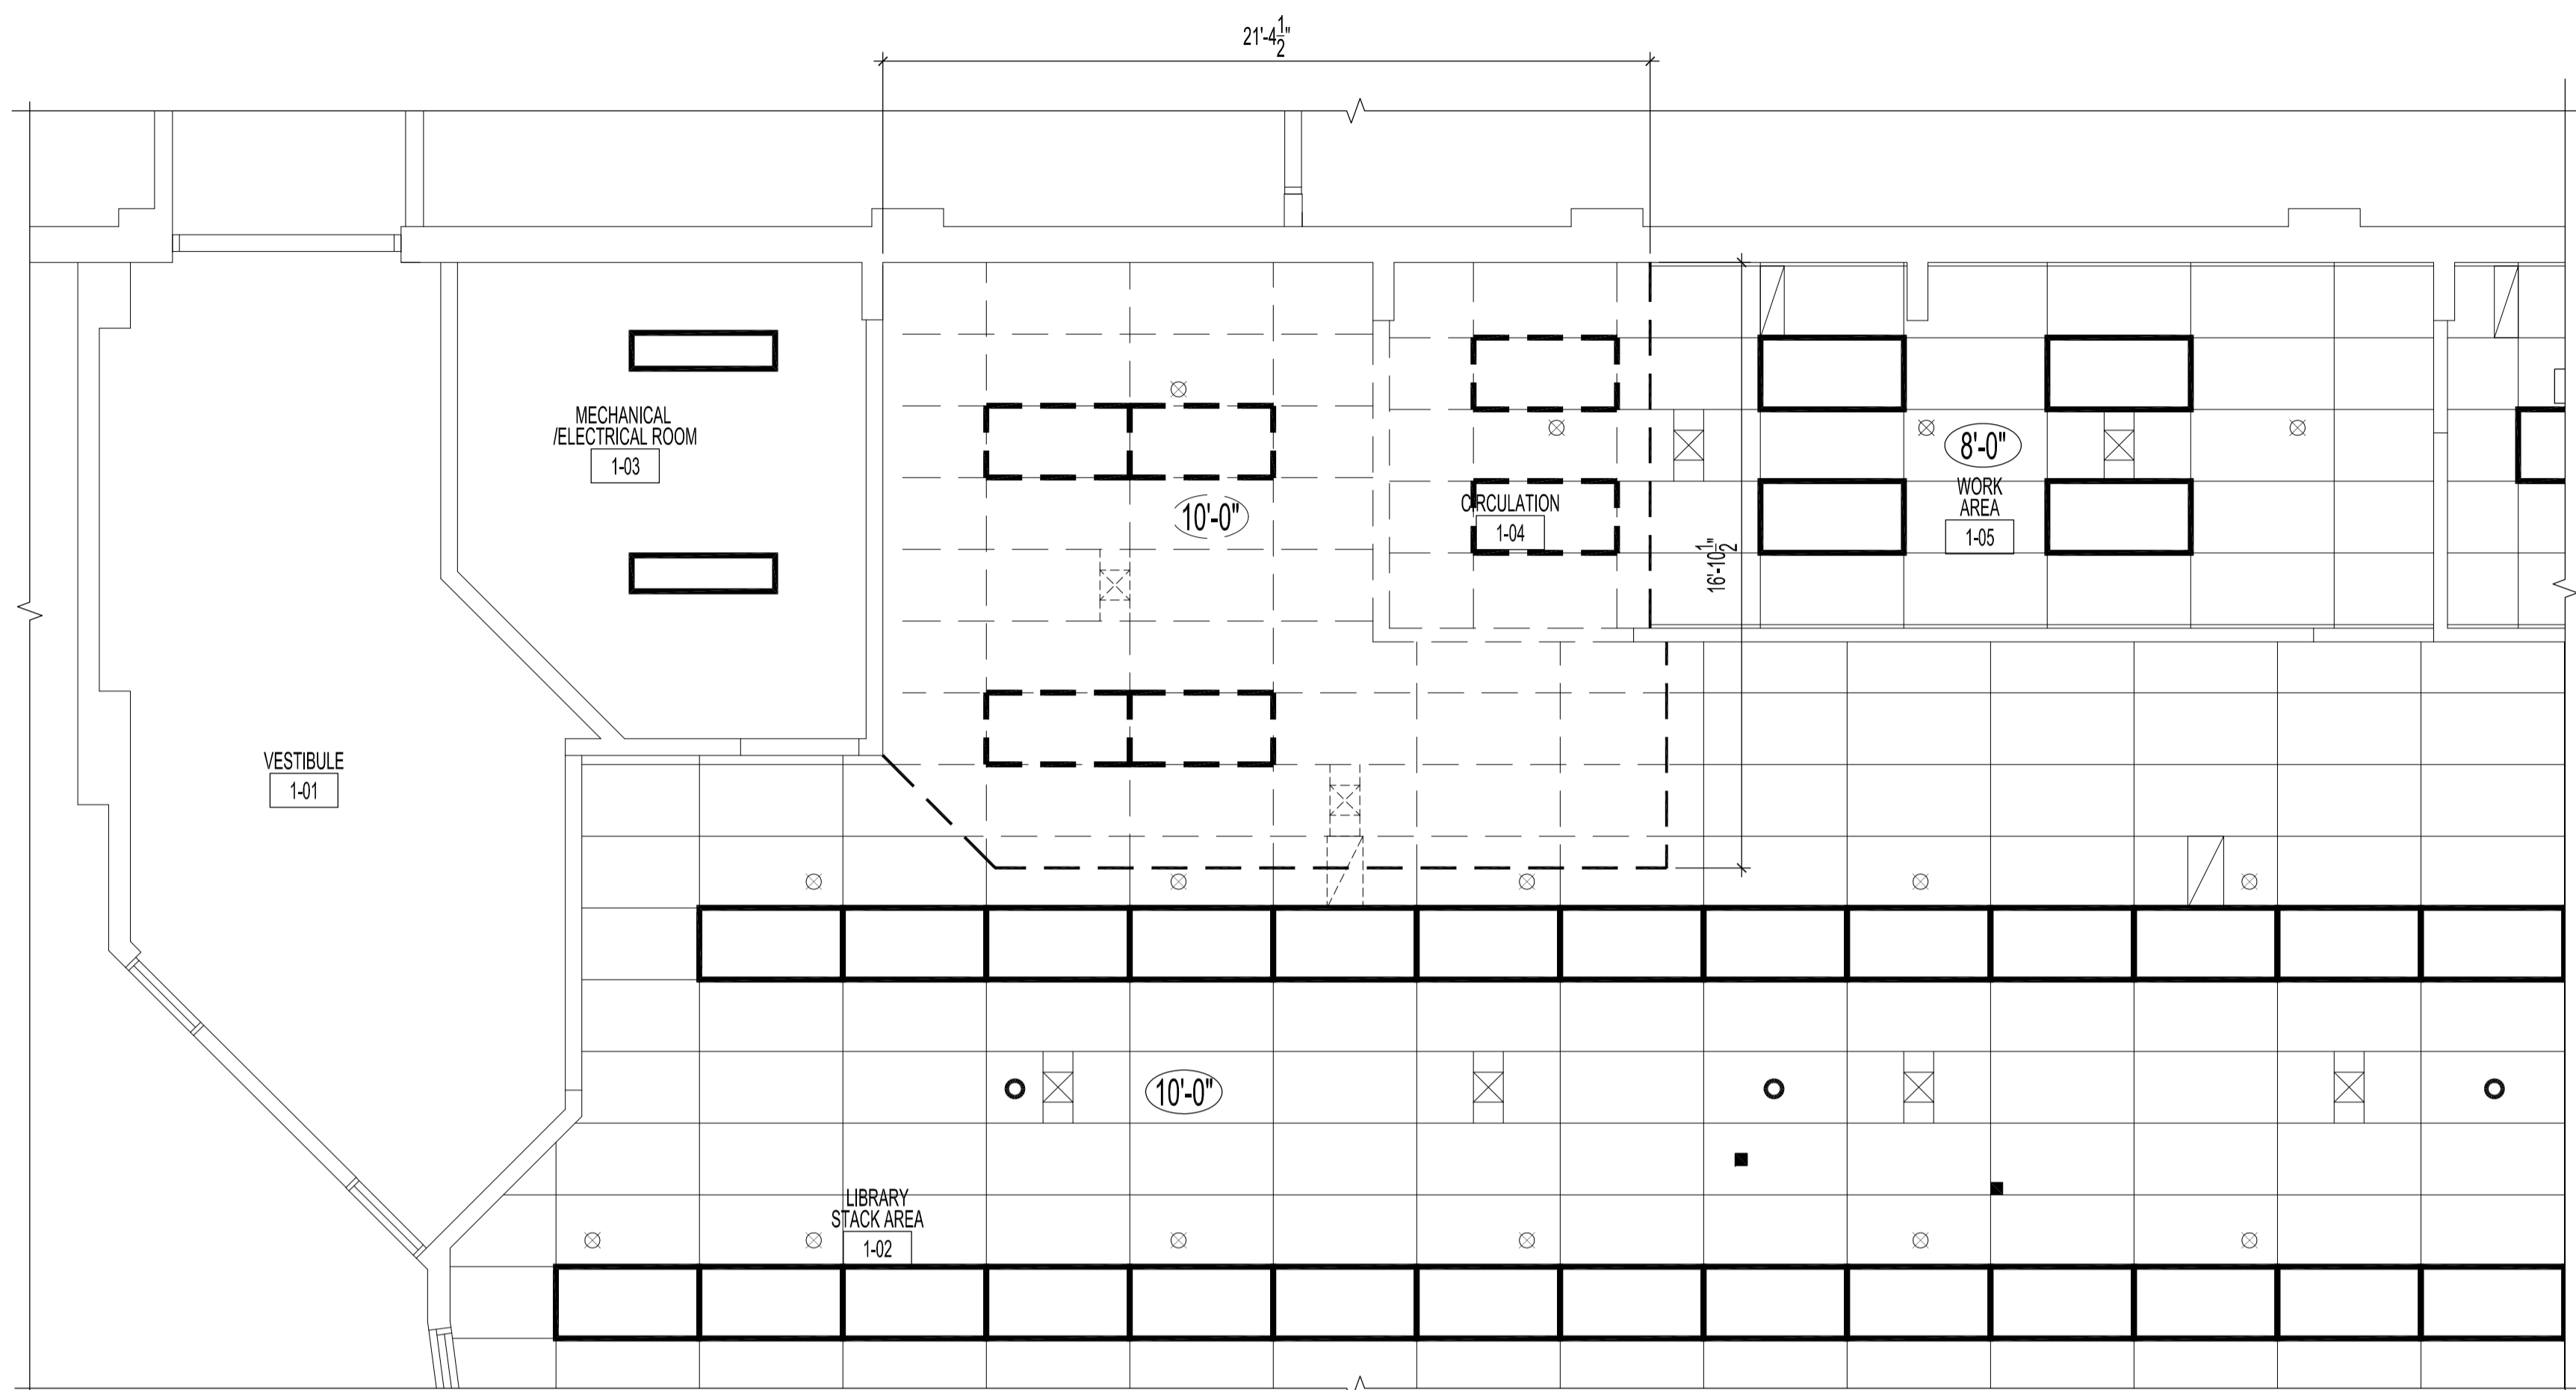 21'-4 1/2"
MECHANICAL
/ELECTRICAL ROOM
1-03
10'-0"
CIRCULATION
1-04
16'-10 1/2"
8'-0"
WORK
AREA
1-05
VESTIBULE
1-01
10'-0"
LIBRARY
STACK AREA
1-02